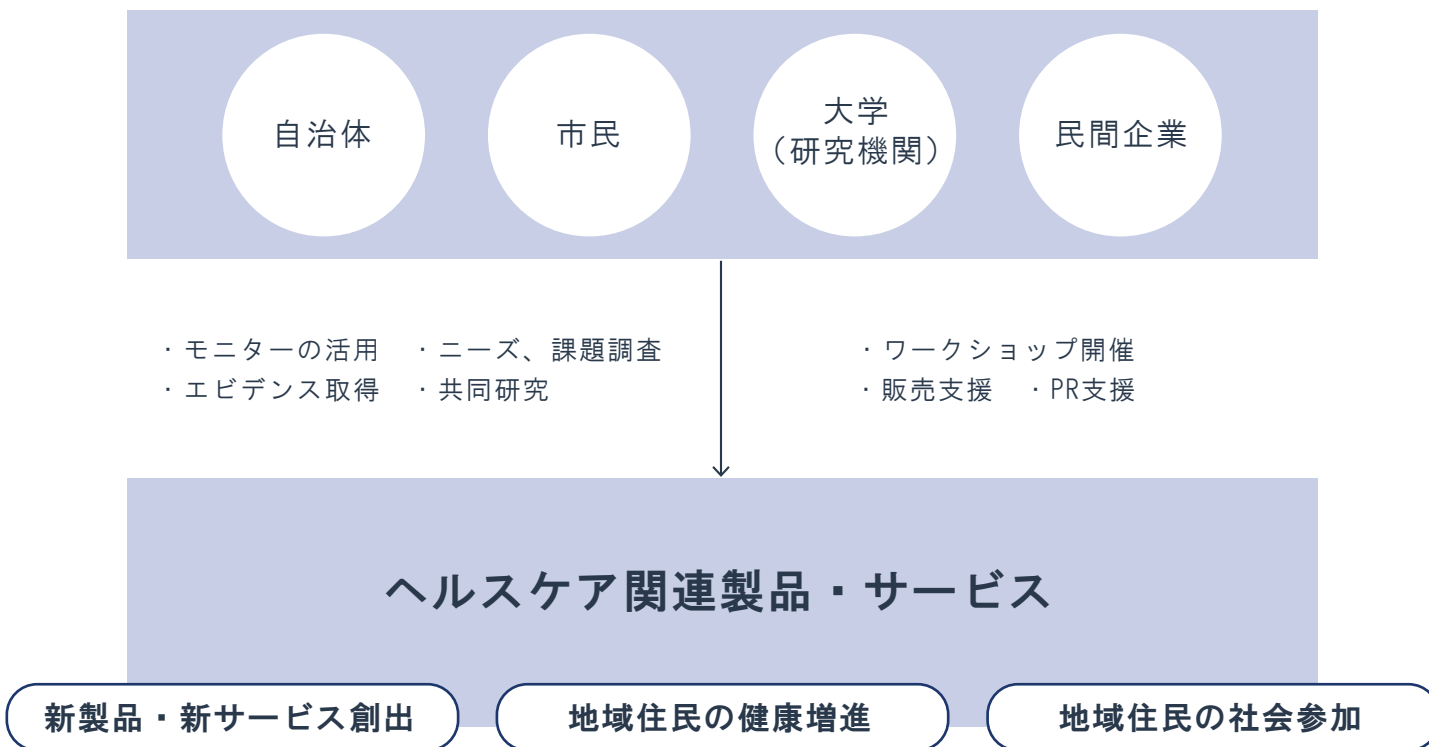 自治体
市民
大学
（研究機関）
民間企業
・モニターの活用　・ニーズ、課題調査
・エビデンス取得　・共同研究
・ワークショップ開催
・販売支援　・PR支援
ヘルスケア関連製品・サービス
新製品・新サービス創出
地域住民の健康増進
地域住民の社会参加